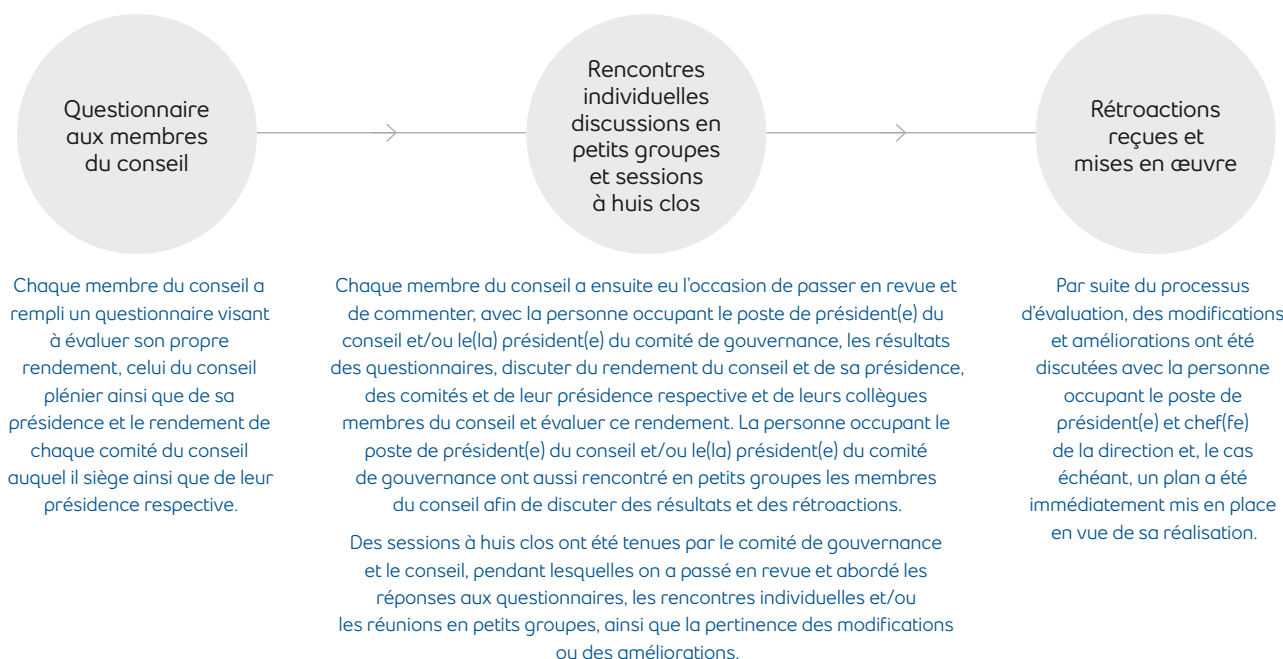 Questionnaire
aux membres
du conseil
Chaque membre du conseil a
rempli un questionnaire visant
à évaluer son propre
rendement, celui du conseil
plénier ainsi que de sa
présidence et le rendement de
chaque comité du conseil
auquel il siège ainsi que de leur
présidence respective.
Rencontres
individuelles
discussions en
petits groupes
et sessions
à huis clos
Chaque membre du conseil a ensuite eu l’occasion de passer en revue et
de commenter, avec la personne occupant le poste de président(e) du
conseil et/ou le(la) président(e) du comité de gouvernance, les résultats
des questionnaires, discuter du rendement du conseil et de sa présidence,
des comités et de leur présidence respective et de leurs collègues
membres du conseil et évaluer ce rendement. La personne occupant le
poste de président(e) du conseil et/ou le(la) président(e) du comité
de gouvernance ont aussi rencontré en petits groupes les membres
du conseil afin de discuter des résultats et des rétroactions.
Des sessions à huis clos ont été tenues par le comité de gouvernance
et le conseil, pendant lesquelles on a passé en revue et abordé les
réponses aux questionnaires, les rencontres individuelles et/ou
les réunions en petits groupes, ainsi que la pertinence des modifications
ou des améliorations.
Rétroactions
reçues et
mises en œuvre
Par suite du processus
d’évaluation, des modifications
et améliorations ont été
discutées avec la personne
occupant le poste de
président(e) et chef(fe)
de la direction et, le cas
échéant, un plan a été
immédiatement mis en place
en vue de sa réalisation.